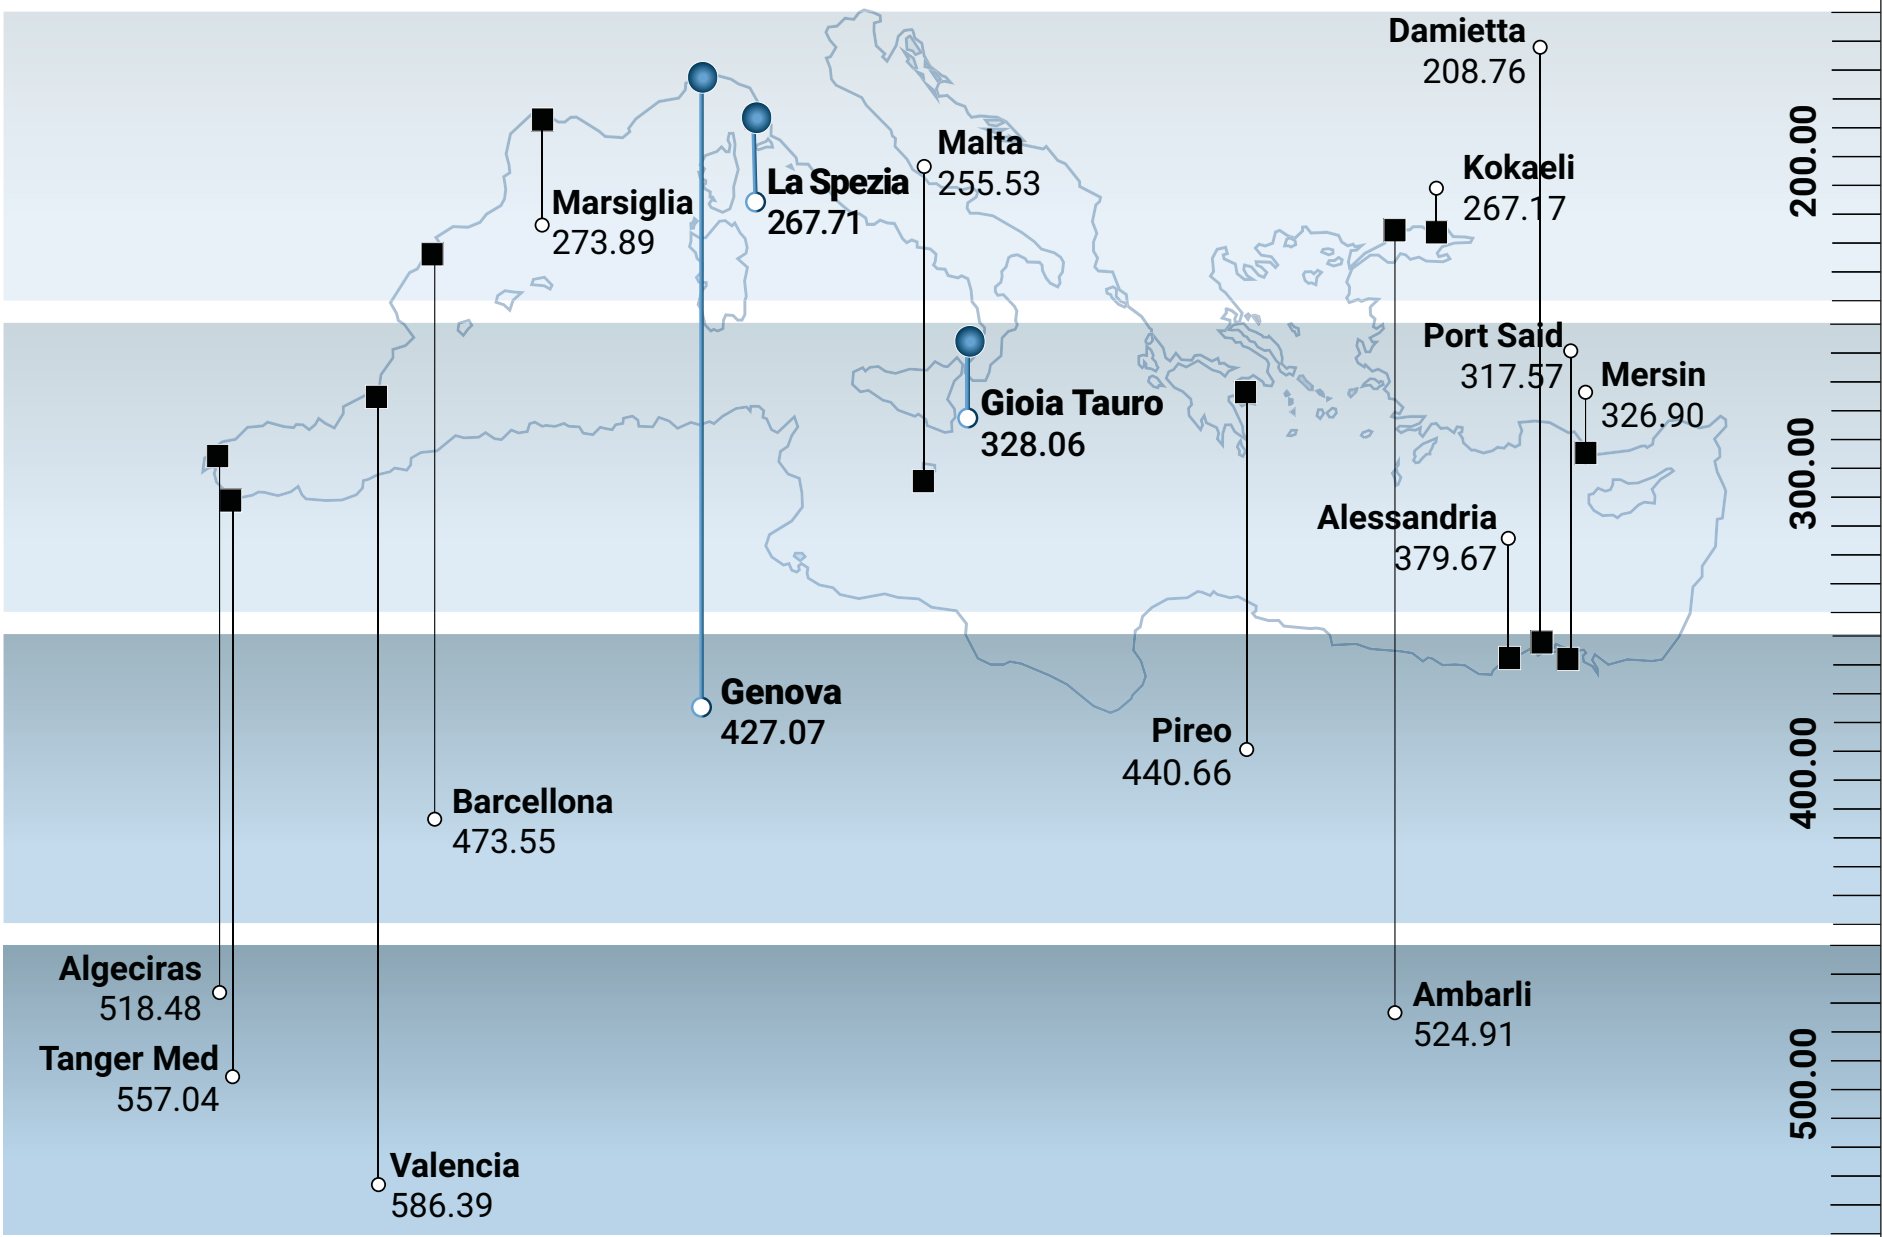 Damietta
208.76
200.00
Malta
255.53
Kokaeli
267.17
La Spezia
267.71
Marsiglia
273.89
Port Said
317.57
Mersin
326.90
Gioia Tauro
328.06
300.00
Alessandria
379.67
Genova
427.07
Pireo
440.66
400.00
Barcellona
473.55
Algeciras
518.48
Ambarli
524.91
Tanger Med
557.04
500.00
Valencia
586.39